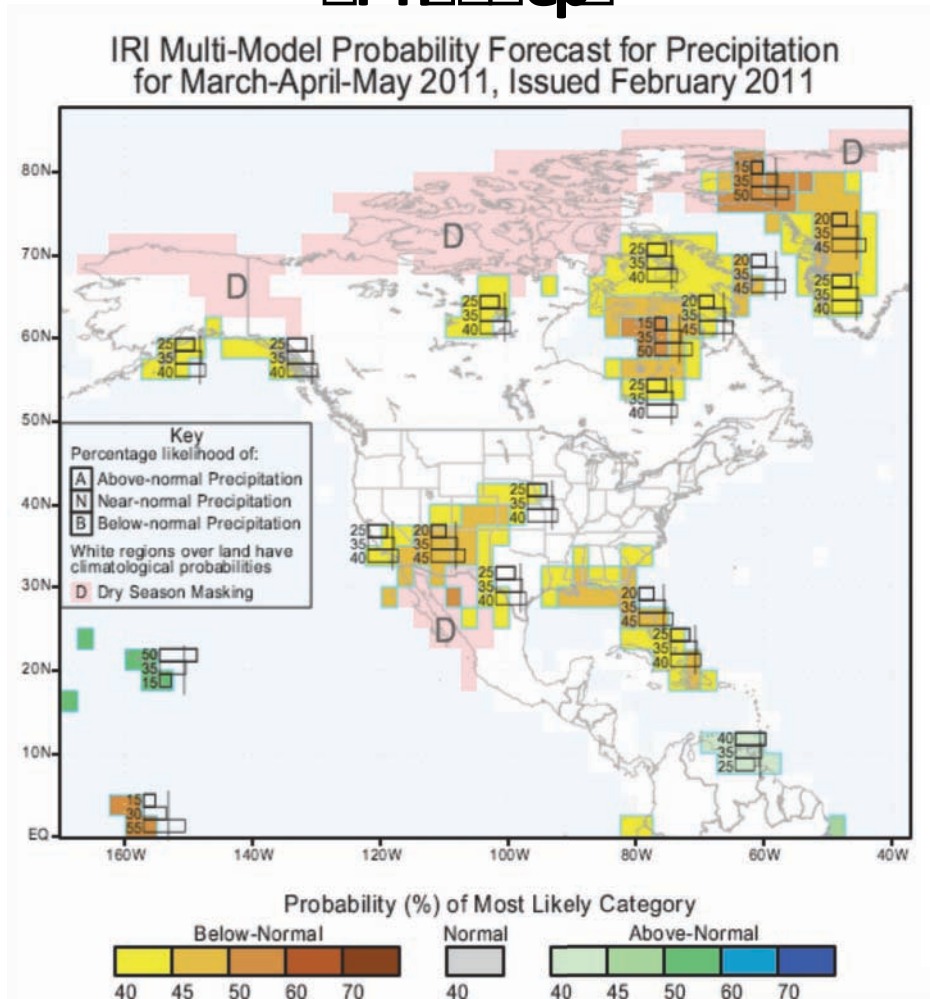 IRI Multi-Model Probability Forecast for Precipitation
for March-April-May 2011, Issued February 2011
80N
70N
60N
50N
40N
30N
20N
10N
EQ
D
15
35
50
20
35
45
D
25
35
40
20
35
45
D
25
35
40
25
35
40
20
35
45
15
35
50
25
35
40
25
35
40
25
35
40
Key
Percentage likelihood of:
A Above-normal Precipitation
N Near-normal Precipitation
B Below-normal Precipitation
White regions over land have
climatological probabilities
D Dry Season Masking
25
35
40
25
35
40
20
35
45
25
35
40
D
20
35
45
25
35
40
50
35
15
40
35
25
15
30
55
160W 140W 120W 100W 80W 60W 40W
Probability (%) of Most Likely Category
Below-Normal Normal Above-Normal
40 45 50 60 70 40 40 45 50 60 70